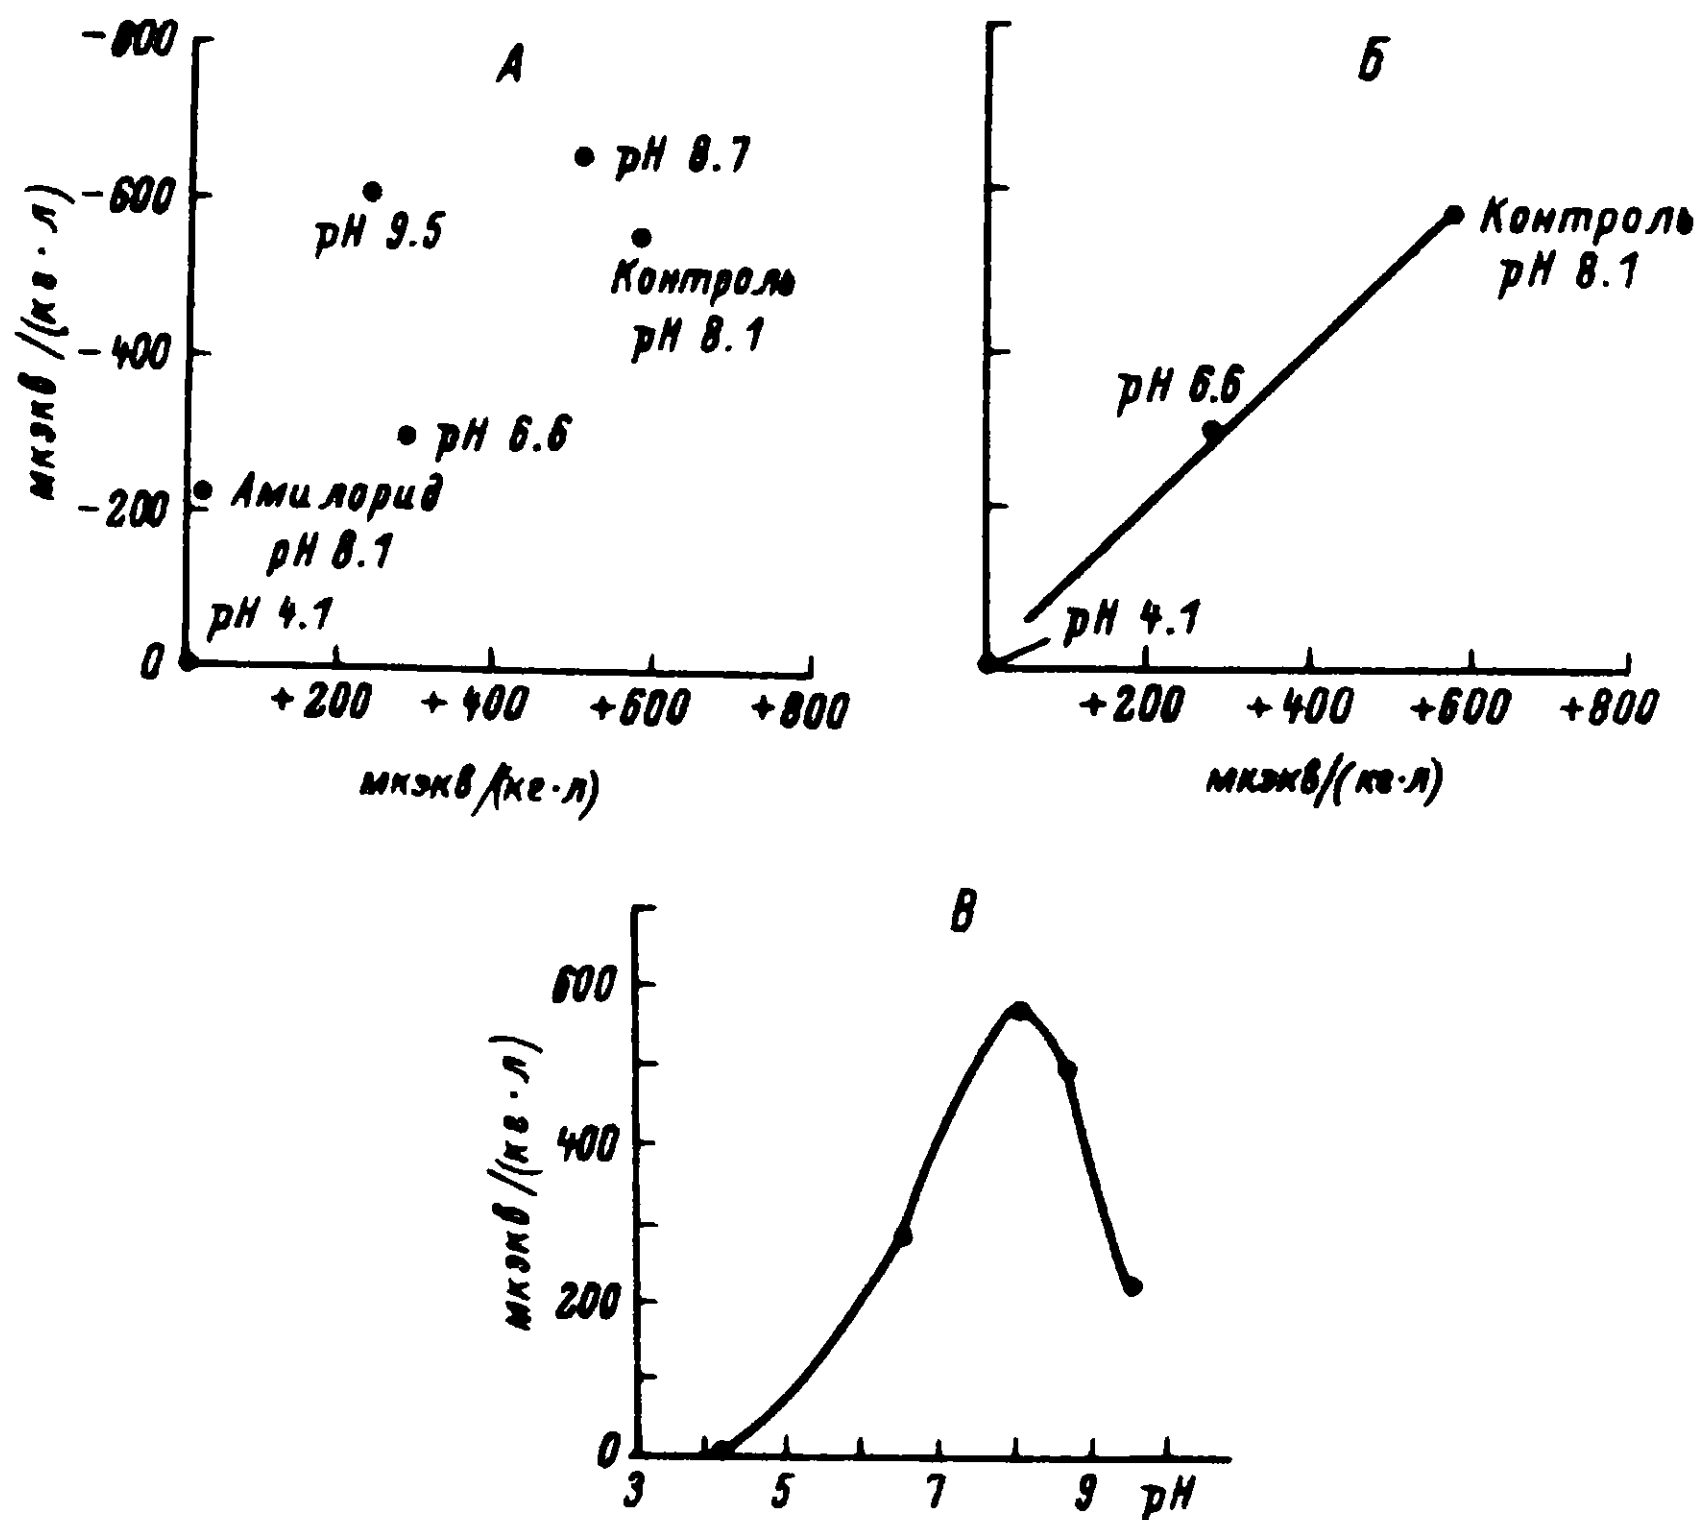 А
-800
-600
-400
-200
0
мкэкв/(кг·л)
pH 8.7
pH 9.5
Контроль
pH 8.1
pH 6.6
Амилорид
pH 8.1
pH 4.1
+200 +400 +600 +800
мкэкв/(кг·л)
Б
Контроль
pH 8.1
pH 6.6
pH 4.1
+200 +400 +600 +800
мкэкв/(кг·л)
В
600
400
200
0
мкэкв/(кг·л)
3 5 7 9 pH